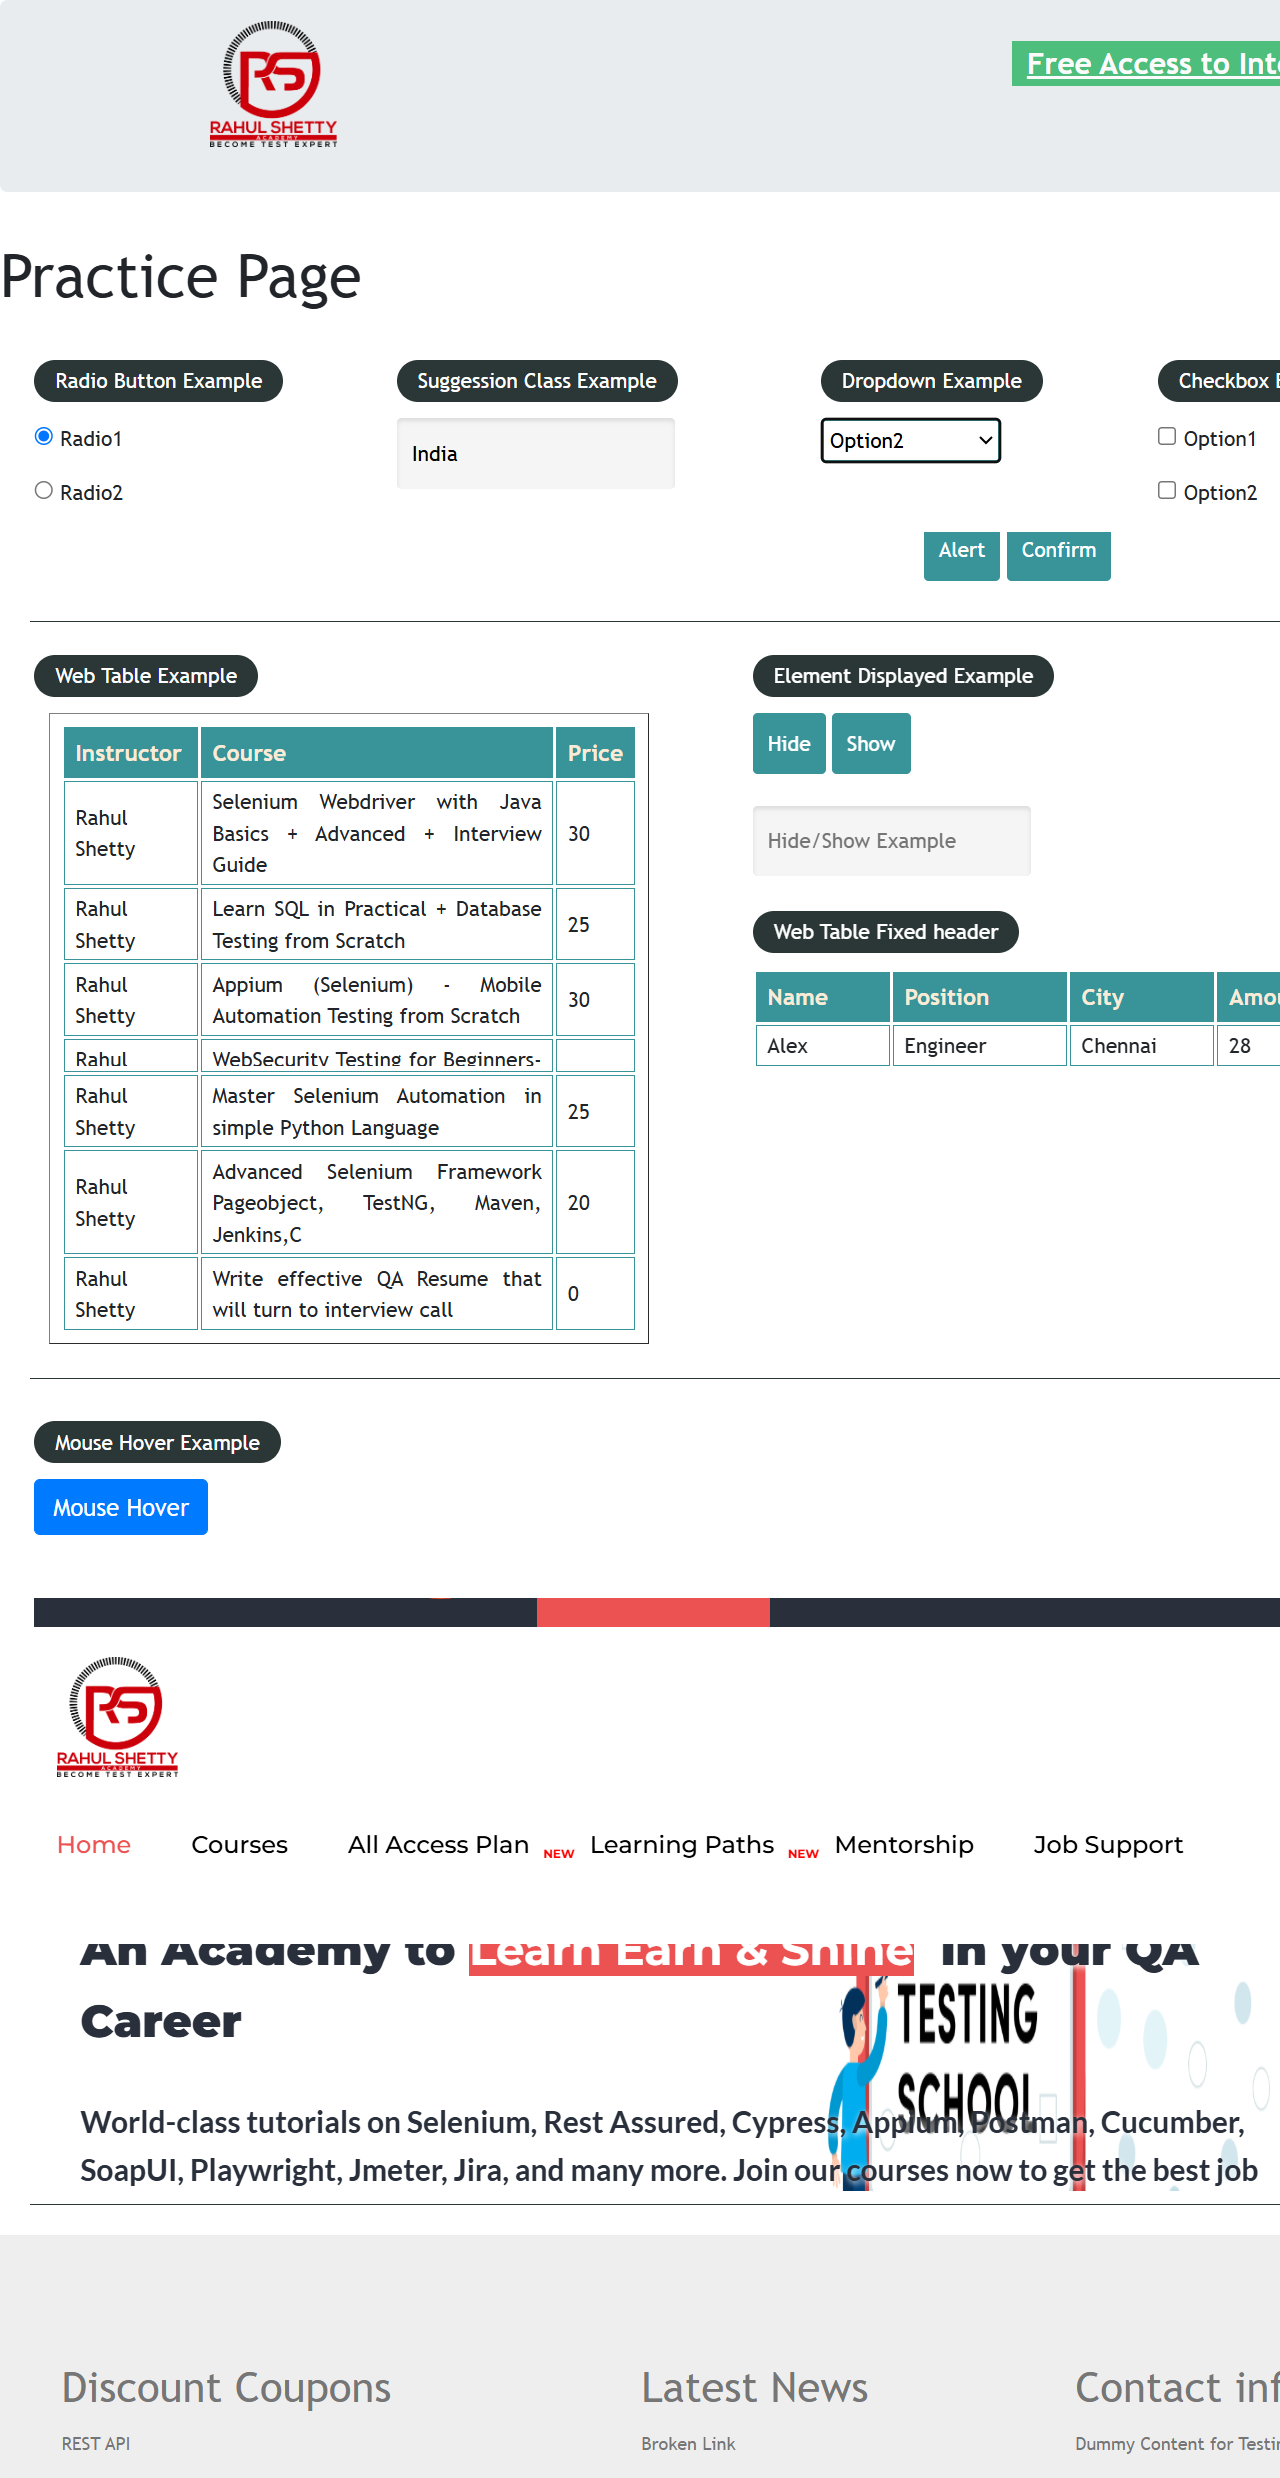 RAHUL SHETTY
ACADEMY
BECOME TEST EXPERT
Free Access to
Practice Page
Radio Button Example
Suggession Class Example
Dropdown Example
Checkbox
Radio1
India
Option2
Option1
Radio2
Option2
Alert
Confirm
Web Table Example
Element Displayed Example
Instructor Course Price
Hide
Show
Rahul Shetty
Selenium Webdriver with Java
Basics + Advanced + Interview
Guide
30
Hide/Show Example
Rahul Shetty
Learn SQL in Practical + Database
Testing from Scratch
25
Web Table Fixed header
Rahul Shetty
Appium (Selenium) - Mobile
Automation Testing from Scratch
30
Name Position City
Rahul
WebSecurity Testing for Beginners-
Alex Engineer Chennai 28
Rahul Shetty
Master Selenium Automation in
simple Python Language
25
Rahul Shetty
Advanced Selenium Framework
Pageobject, TestNG, Maven,
Jenkins,C
20
Rahul Shetty
Write effective QA Resume that
will turn to interview call
0
Mouse Hover Example
Mouse Hover
RAHUL SHETTY
ACADEMY
BECOME TEST EXPERT
Home
Courses
All Access Plan NEW
Learning Paths NEW
Mentorship
Job Support
An Academy to Learn Earn & Shine in your QA
Career
TESTING
SCHOOL
World-class tutorials on Selenium, Rest Assured, Cypress, Appium, Postman, Cucumber,
SoapUI, Playwright, Jmeter, Jira, and many more. Join our courses now to get the best job
Discount Coupons
Latest News
Contact
REST API
Broken Link
Dummy Content for